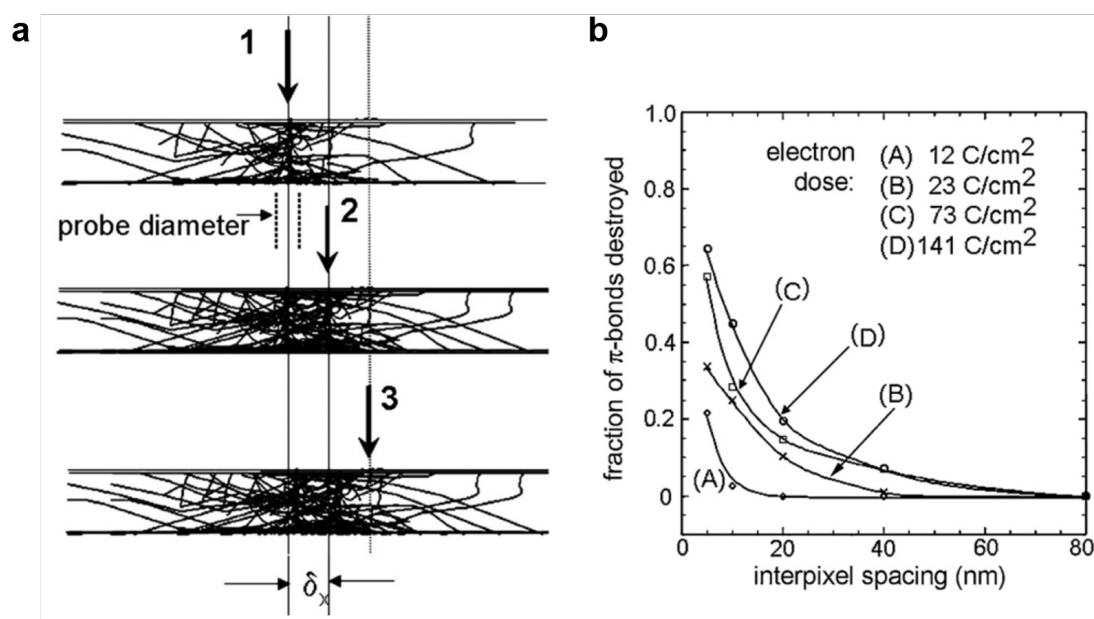 a
1
probe diameter
2
3
δx
b
electron dose:
(A) 12 C/cm2
(B) 23 C/cm2
(C) 73 C/cm2
(D)141 C/cm2
fraction of π-bonds destroyed
1.0
0.8
0.6
0.4
0.2
0
(C)
(D)
(B)
(A)
0 20 40 60 80
interpixel spacing (nm)